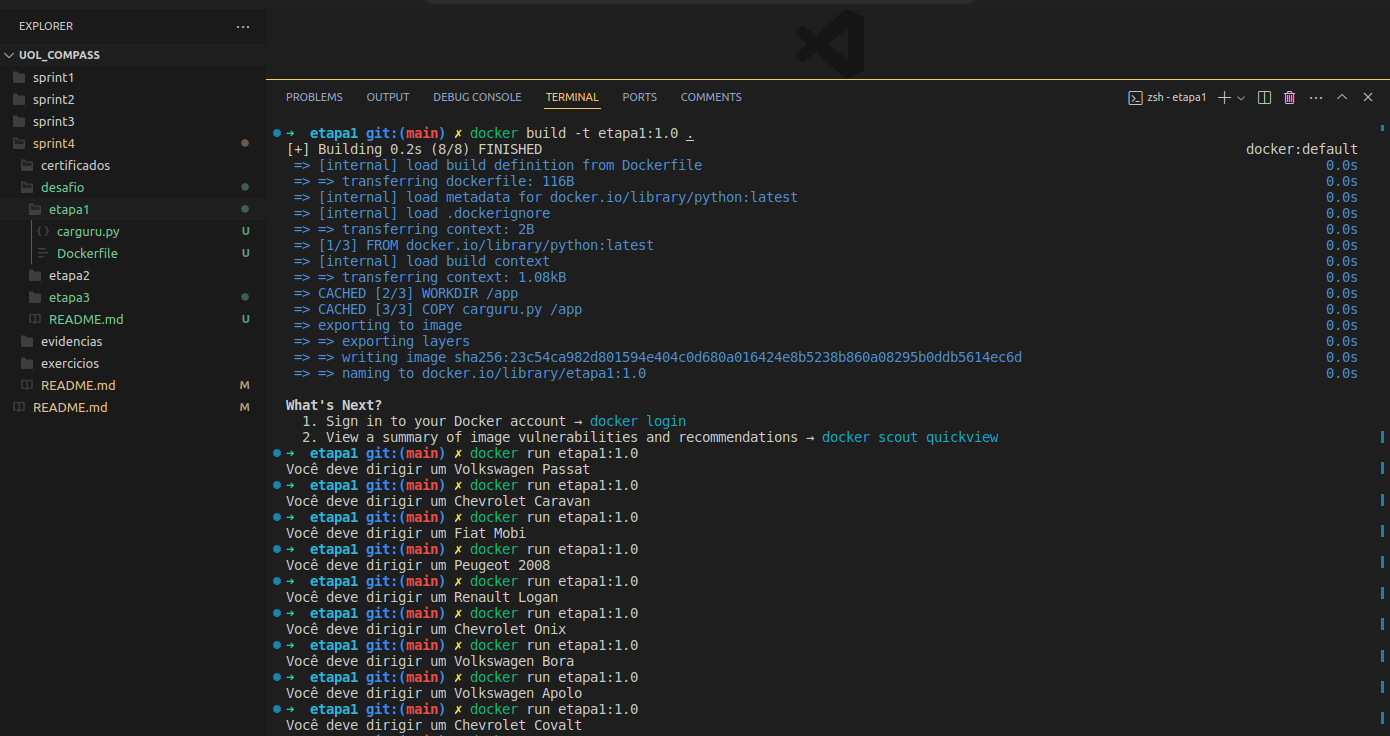 EXPLORER
UOL_COMPASS
sprint1
sprint2
sprint3
sprint4
certificados
desafio
etapa1
carguru.py U
Dockerfile U
etapa2
etapa3
README.md U
evidencias
exercicios
README.md M
README.md M
PROBLEMS OUTPUT DEBUG CONSOLE TERMINAL PORTS COMMENTS zsh - etapa1
➜ etapa1 git:(main) ✗ docker build -t etapa1:1.0 .
[+] Building 0.2s (8/8) FINISHED docker:default
=> [internal] load build definition from Dockerfile 0.0s
=> => transferring dockerfile: 116B 0.0s
=> [internal] load metadata for docker.io/library/python:latest 0.0s
=> [internal] load .dockerignore 0.0s
=> => transferring context: 2B 0.0s
=> [1/3] FROM docker.io/library/python:latest 0.0s
=> [internal] load build context 0.0s
=> => transferring context: 1.08kB 0.0s
=> CACHED [2/3] WORKDIR /app 0.0s
=> CACHED [3/3] COPY carguru.py /app 0.0s
=> exporting to image 0.0s
=> => exporting layers 0.0s
=> => writing image sha256:23c54ca982d801594e404c0d680a016424e8b5238b860a08295b0ddb5614ec6d 0.0s
=> => naming to docker.io/library/etapa1:1.0 0.0s
What's Next?
1. Sign in to your Docker account → docker login
2. View a summary of image vulnerabilities and recommendations → docker scout quickview
➜ etapa1 git:(main) ✗ docker run etapa1:1.0
Você deve dirigir um Volkswagen Passat
➜ etapa1 git:(main) ✗ docker run etapa1:1.0
Você deve dirigir um Chevrolet Caravan
➜ etapa1 git:(main) ✗ docker run etapa1:1.0
Você deve dirigir um Fiat Mobi
➜ etapa1 git:(main) ✗ docker run etapa1:1.0
Você deve dirigir um Peugeot 2008
➜ etapa1 git:(main) ✗ docker run etapa1:1.0
Você deve dirigir um Renault Logan
➜ etapa1 git:(main) ✗ docker run etapa1:1.0
Você deve dirigir um Chevrolet Onix
➜ etapa1 git:(main) ✗ docker run etapa1:1.0
Você deve dirigir um Volkswagen Bora
➜ etapa1 git:(main) ✗ docker run etapa1:1.0
Você deve dirigir um Volkswagen Apolo
➜ etapa1 git:(main) ✗ docker run etapa1:1.0
Você deve dirigir um Chevrolet Covalt